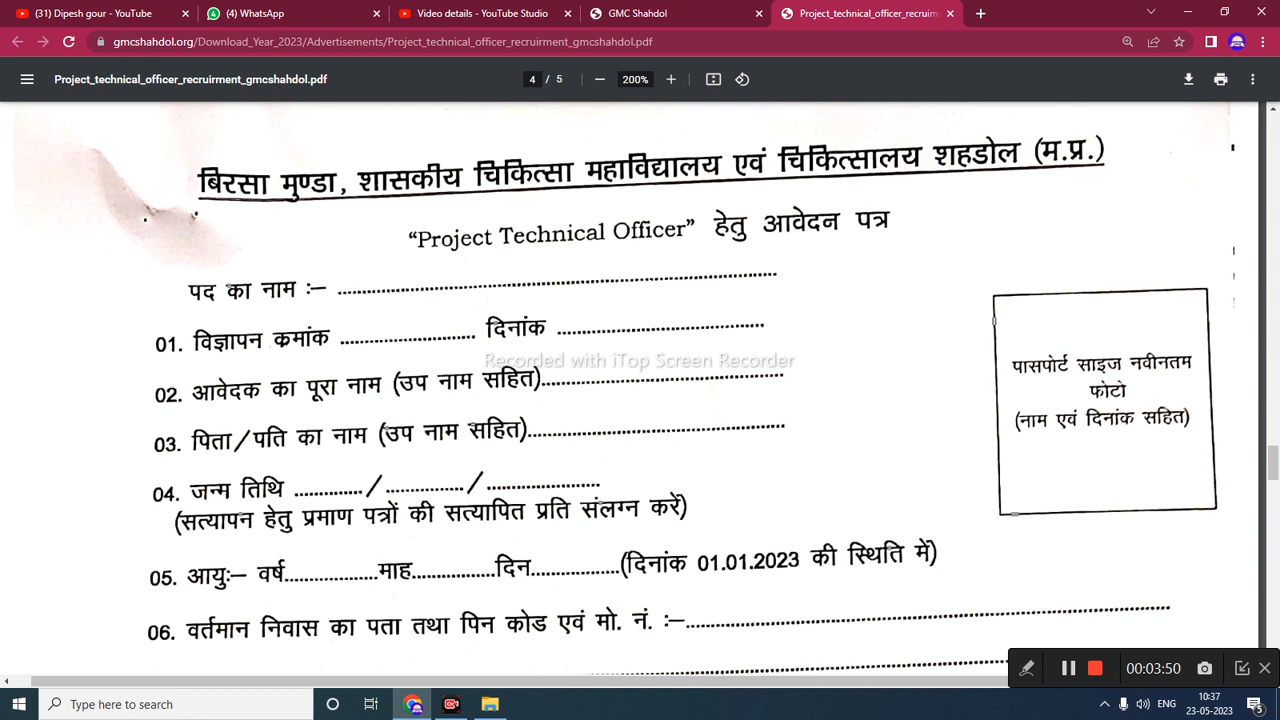 (31) Dipesh gour - YouTube
(4) WhatsApp
Video details - YouTube Studio
GMC Shahdol
Project_technical_officer_recruirm
gmcshahdol.org/Download_Year_2023/Advertisements/Project_technical_officer_recruirment_gmcshahdol.pdf
Project_technical_officer_recruirment_gmcshahdol.pdf
4 / 5
200%
बिरसा मुण्डा, शासकीय चिकित्सा महाविद्यालय एवं चिकित्सालय शहडोल (म.प्र.)
“Project Technical Officer” हेतु आवेदन पत्र
पद का नाम :– ........................................
01. विज्ञापन क्रमांक .................... दिनांक ..............................
Recorded with iTop Screen Recorder
02. आवेदक का पूरा नाम (उप नाम सहित)..............................
03. पिता/पति का नाम (उप नाम सहित)..............................
04. जन्म तिथि ............/............/....................
(सत्यापन हेतु प्रमाण पत्रों की सत्यापित प्रति संलग्न करें)
05. आयुः– वर्ष................माह..............दिन...............(दिनांक 01.01.2023 की स्थिति में)
06. वर्तमान निवास का पता तथा पिन कोड एवं मो. नं. :–........................................
पासपोर्ट साइज नवीनतम
फोटो
(नाम एवं दिनांक सहित)
00:03:50
Type here to search
ENG
10:37
23-05-2023
5